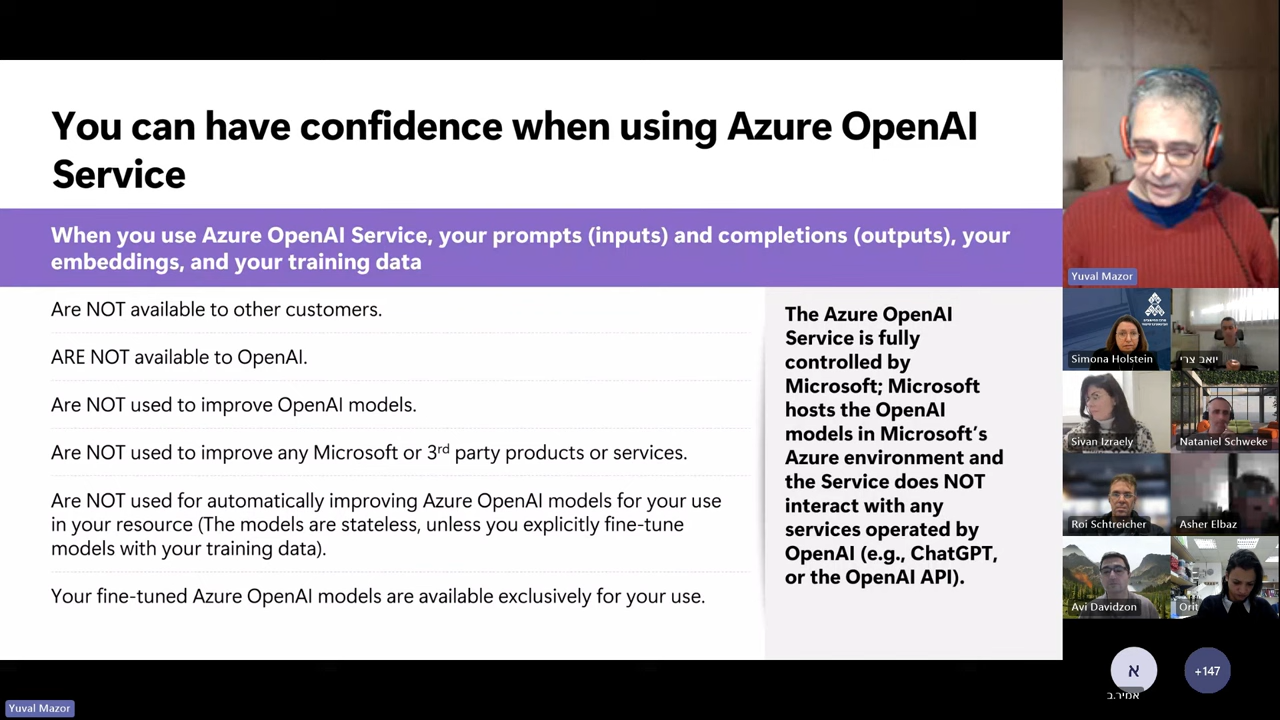 You can have confidence when using Azure OpenAI
Service
When you use Azure OpenAI Service, your prompts (inputs) and completions (outputs), your
embeddings, and your training data
Are NOT available to other customers.
ARE NOT available to OpenAI.
Are NOT used to improve OpenAI models.
Are NOT used to improve any Microsoft or 3rd party products or services.
Are NOT used for automatically improving Azure OpenAI models for your use
in your resource (The models are stateless, unless you explicitly fine-tune
models with your training data).
Your fine-tuned Azure OpenAI models are available exclusively for your use.
The Azure OpenAI
Service is fully
controlled by
Microsoft; Microsoft
hosts the OpenAI
models in Microsoft's
Azure environment and
the Service does NOT
interact with any
services operated by
OpenAI (e.g., ChatGPT,
or the OpenAI API).
Yuval Mazor
Simona Holstein
יואב צרי
Sivan Izraely
Nataniel Schweke
Roi Schtreicher
Asher Elbaz
Avi Davidzon
Orit
א
אמיר.ב
+147
Yuval Mazor